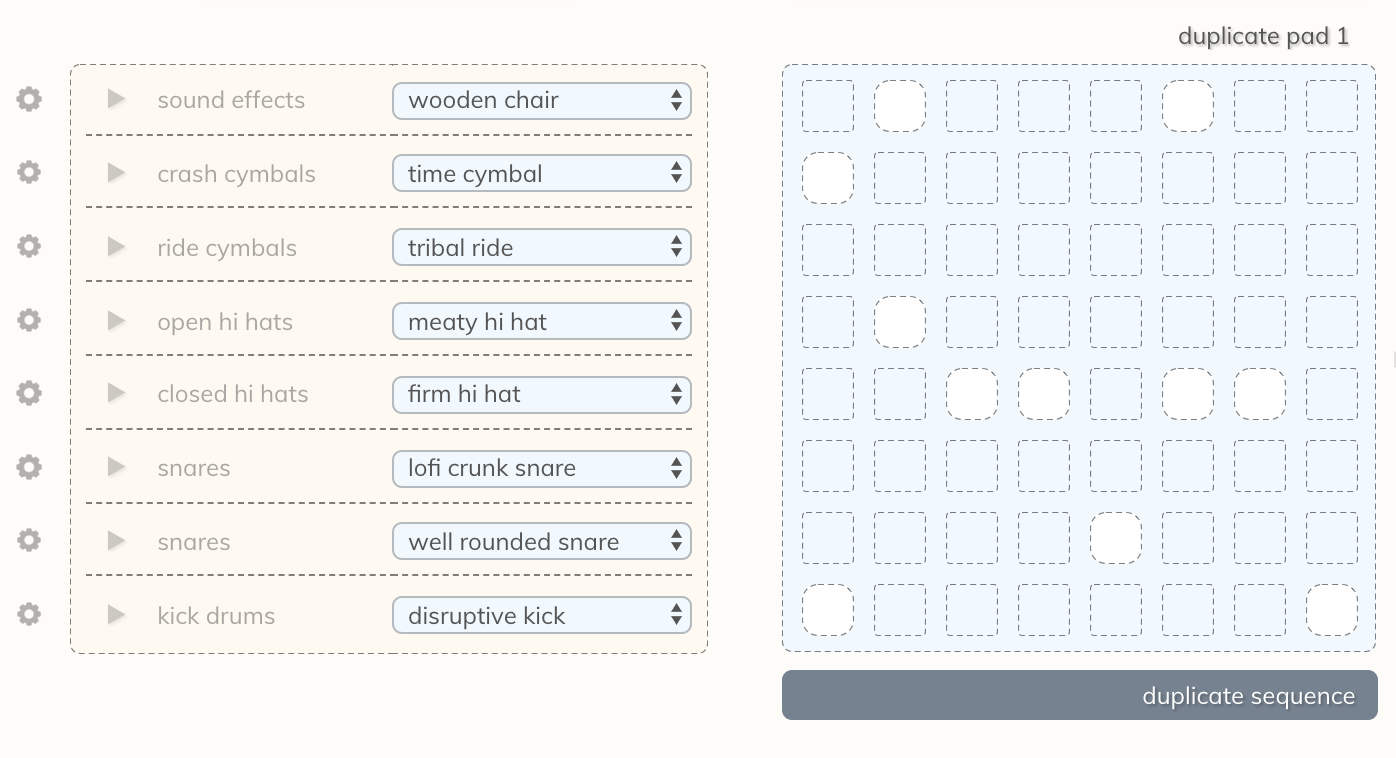 duplicate pad 1
sound effects wooden chair
crash cymbals time cymbal
ride cymbals tribal ride
open hi hats meaty hi hat
closed hi hats firm hi hat
snares lofi crunk snare
snares well rounded snare
kick drums disruptive kick
duplicate sequence